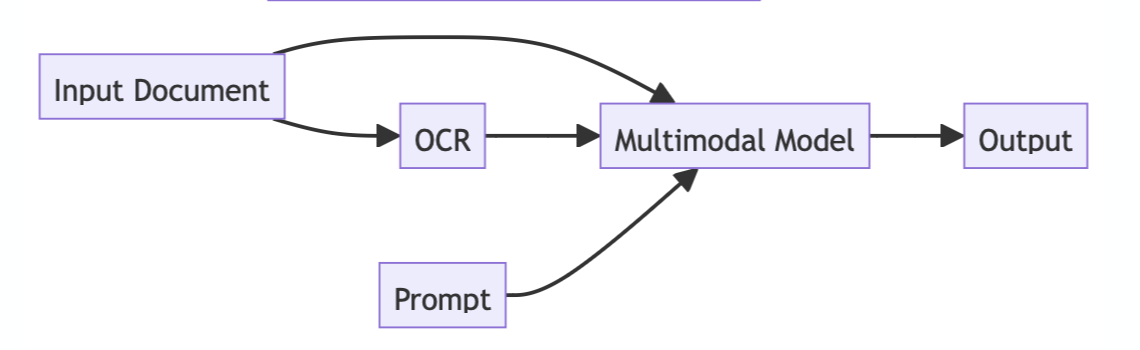 Input Document
OCR
Multimodal Model
Output
Prompt